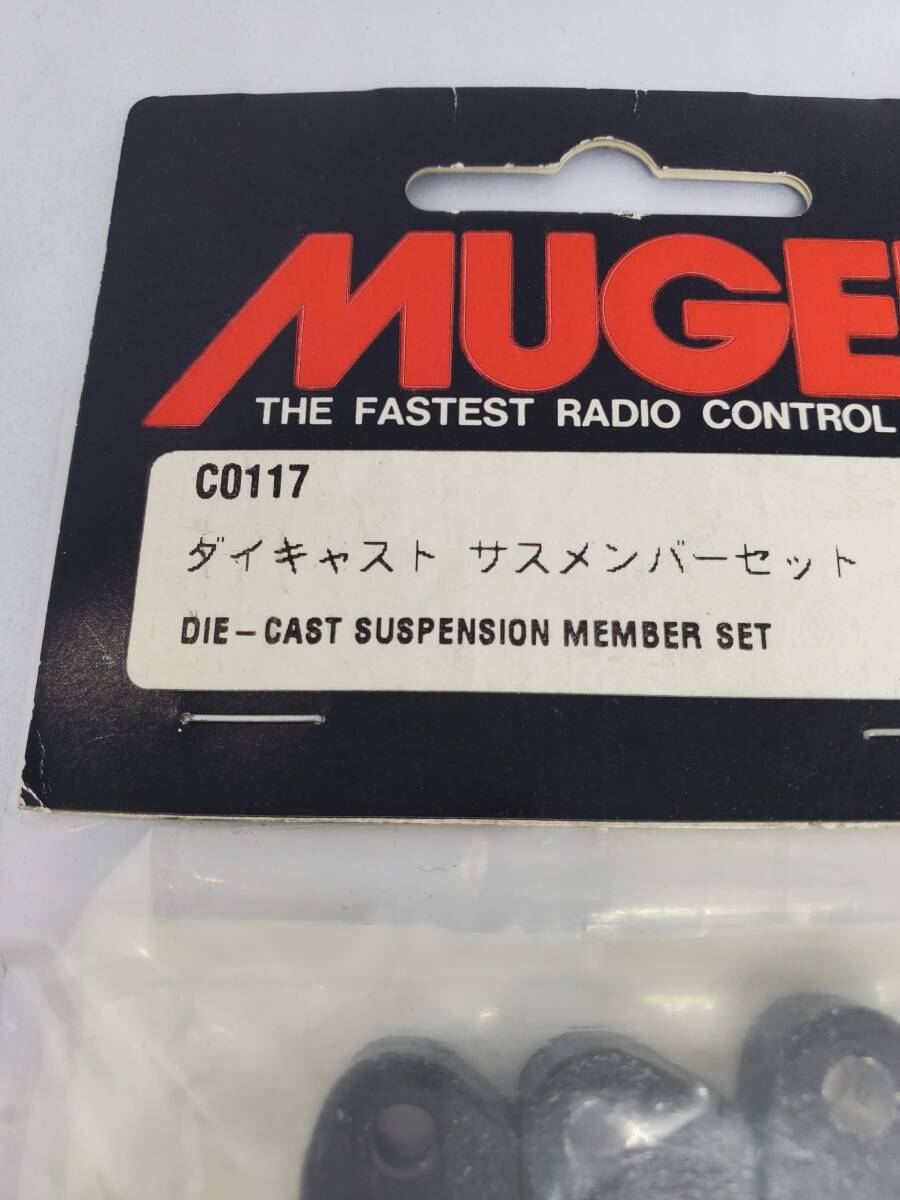 MUGE
THE FASTEST RADIO CONTROL
C0117
ダイキャスト サスメンバーセット
DIE-CAST SUSPENSION MEMBER SET